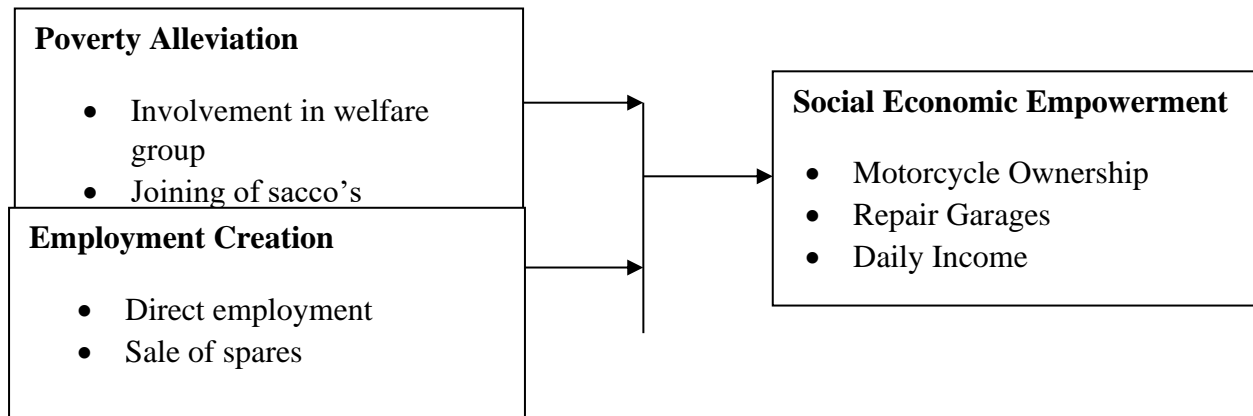 Poverty Alleviation
• Involvement in welfare
group
• Joining of sacco’s
Employment Creation
• Direct employment
• Sale of spares
Social Economic Empowerment
• Motorcycle Ownership
• Repair Garages
• Daily Income